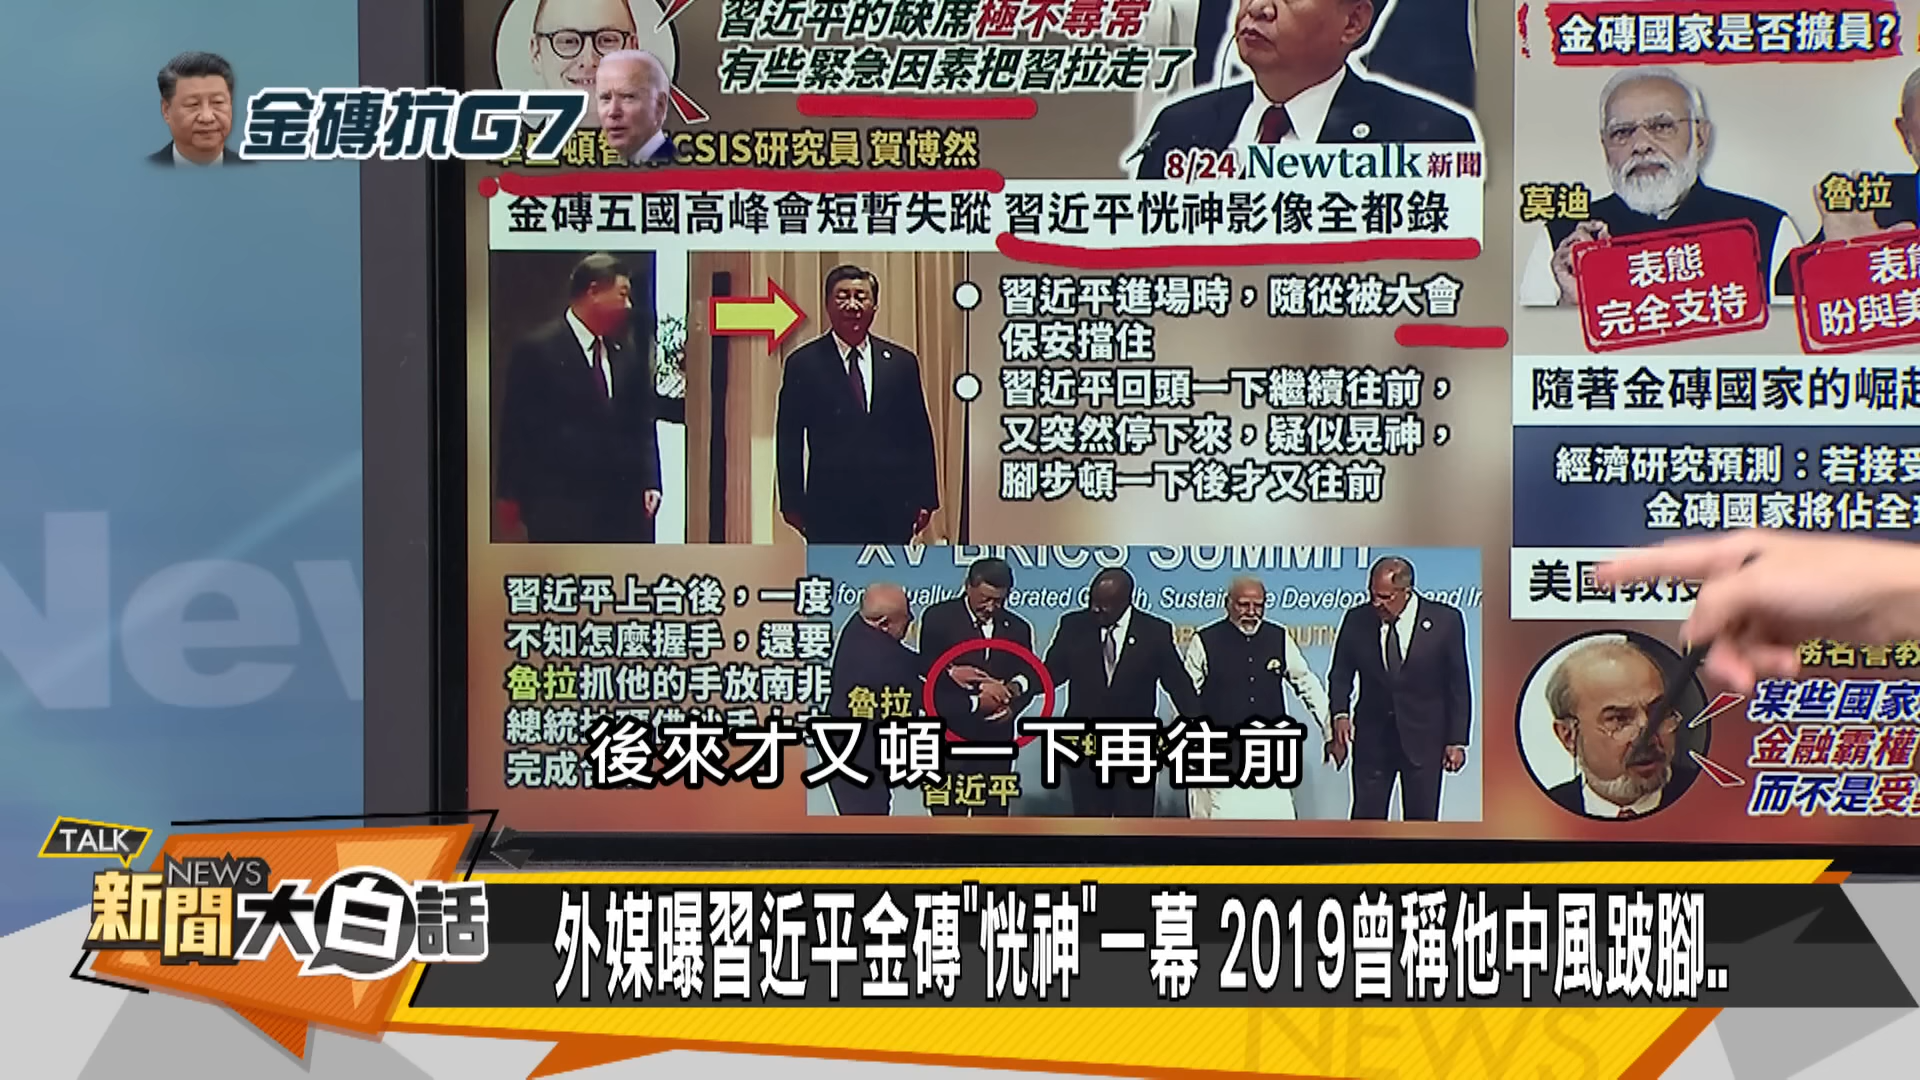 習近平的缺席極不尋常
有些緊急因素把習拉走了
金磚抗G7
CSIS研究員 賀博然
8/24 Newtalk新聞
金磚五國高峰會短暫失蹤 習近平恍神影像全都錄
習近平進場時，隨從被大會
保安擋住
習近平回頭一下繼續往前，
又突然停下來，疑似晃神，
腳步頓一下後才又往前
習近平上台後，一度
不知怎麼握手，還要
魯拉抓他的手放南非
完成
XV BRICS SUMMIT
魯拉
習近平
金磚國家是否擴員?
莫迪
魯拉
表態
完全支持
盼與美
隨著金磚國家的崛起
經濟研究預測：若接受
金磚國家將佔全
美國教授
某些國家
金融霸權
而不是受
後來才又頓一下再往前
TALK
NEWS
新聞大白話
外媒曝習近平金磚"恍神"一幕 2019曾稱他中風跛腳..
NEWS